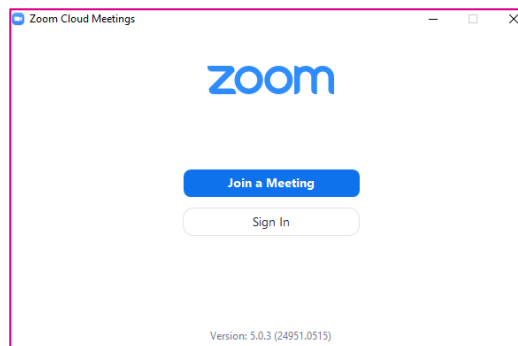 Zoom Cloud Meetings
zoom
Join a Meeting
Sign In
Version: 5.0.3 (24951.0515)